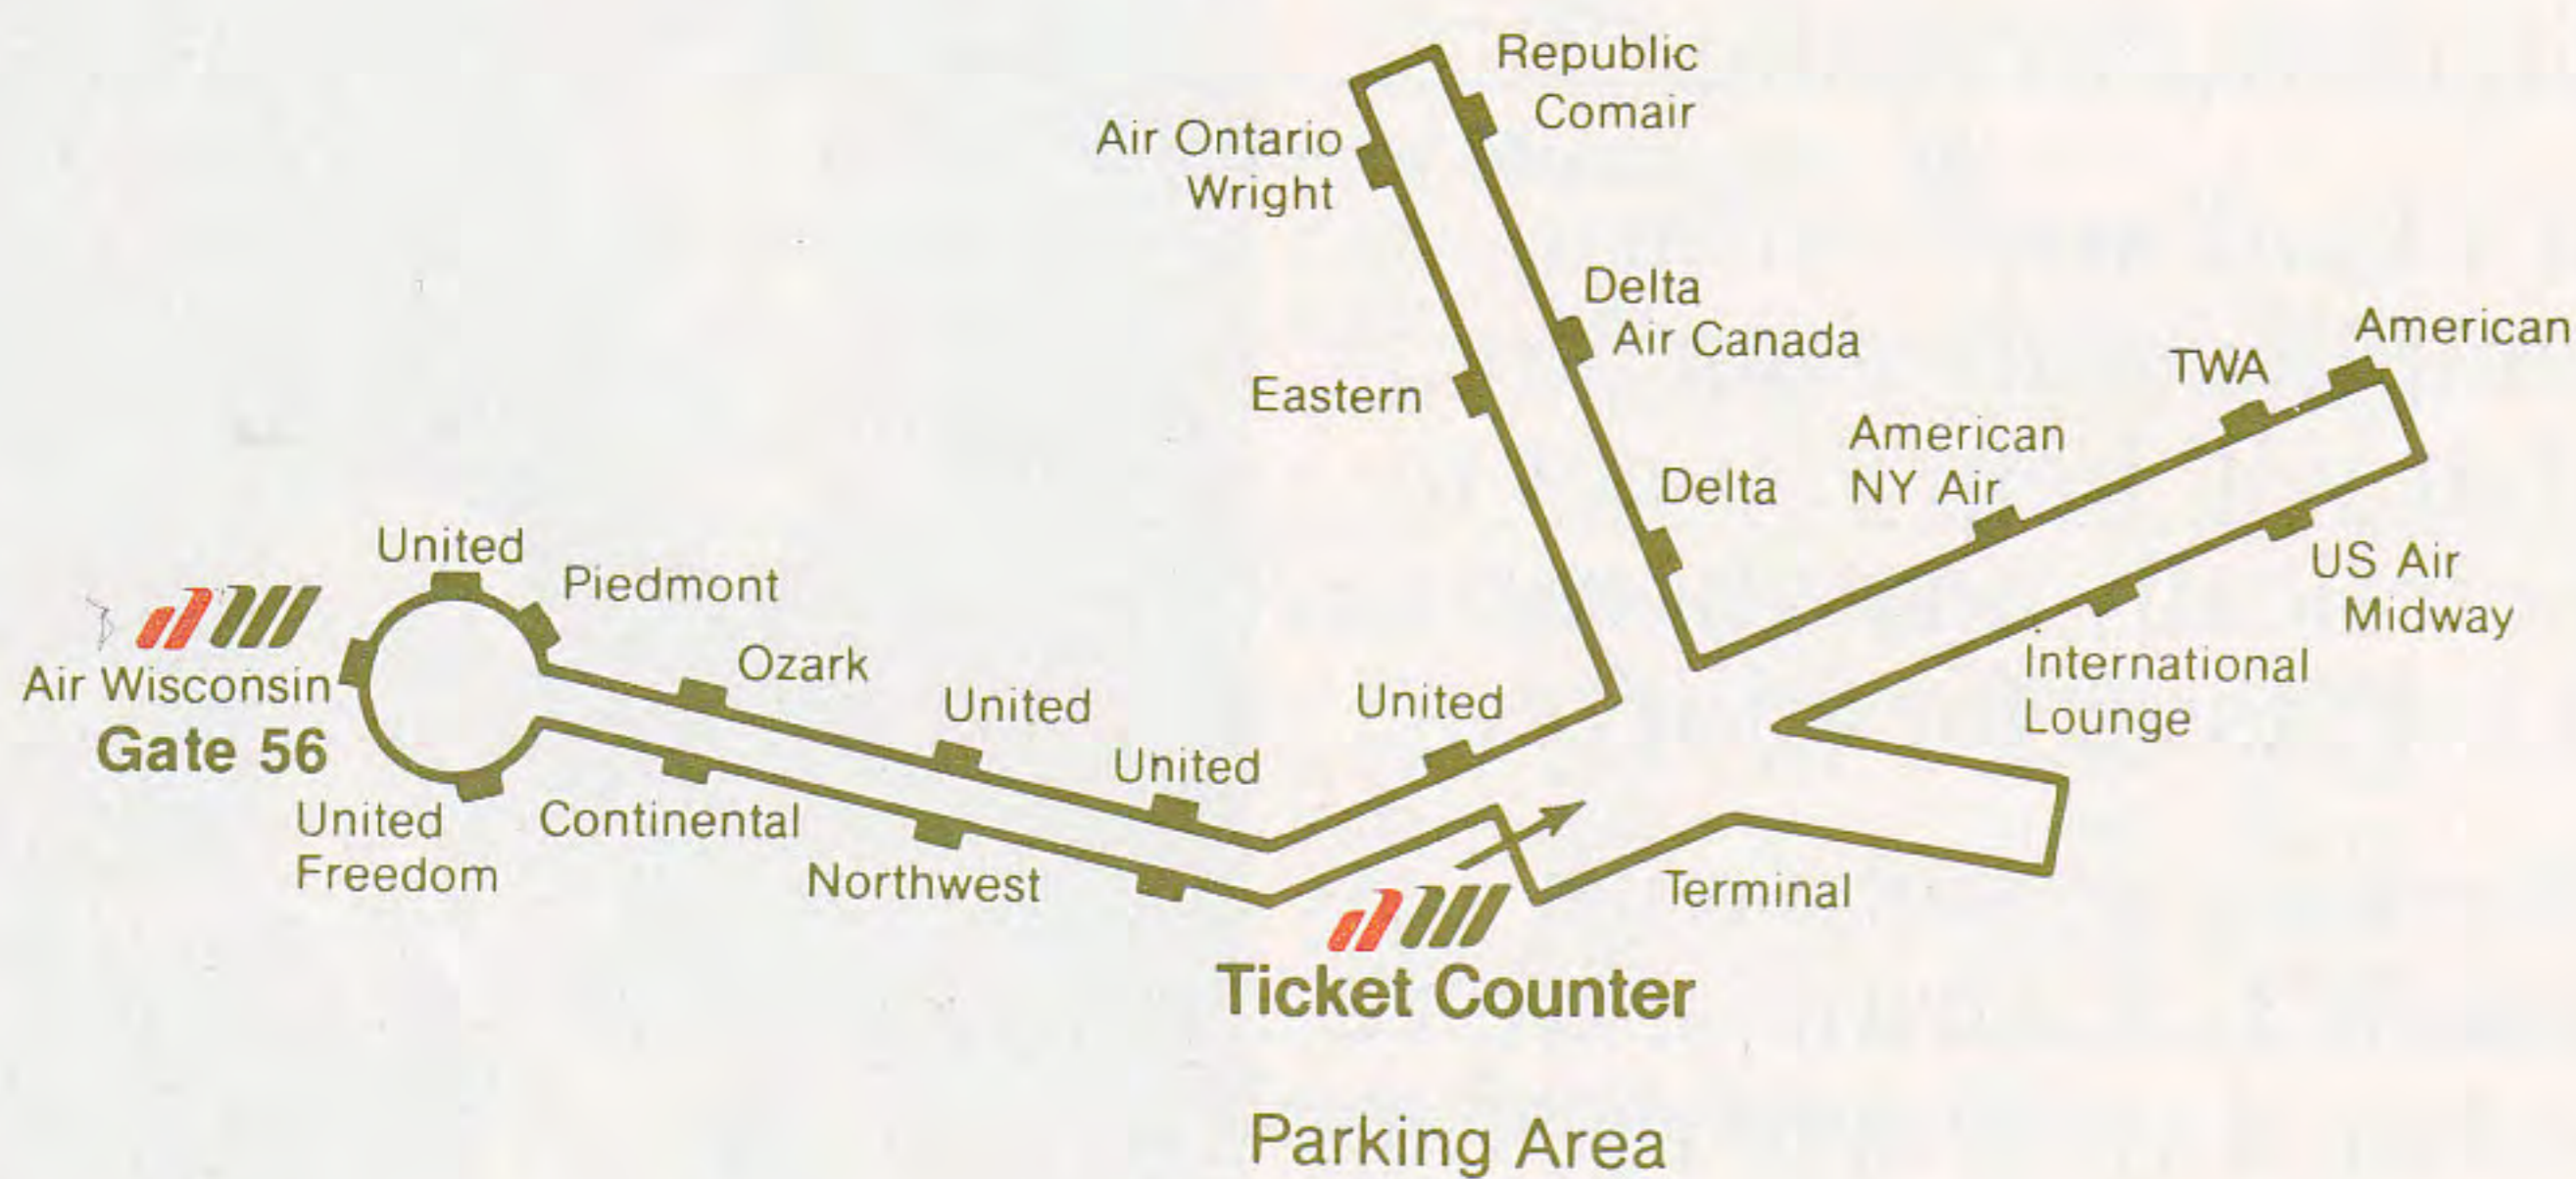 Republic
Comair
Air Ontario
Wright
Delta
Air Canada
Eastern
American
TWA
American
NY Air
Delta
US Air
Midway
International
Lounge
United
Piedmont
Ozark
United
United
United
Air Wisconsin
Gate 56
United
Freedom
Continental
Northwest
Terminal
Ticket Counter
Parking Area